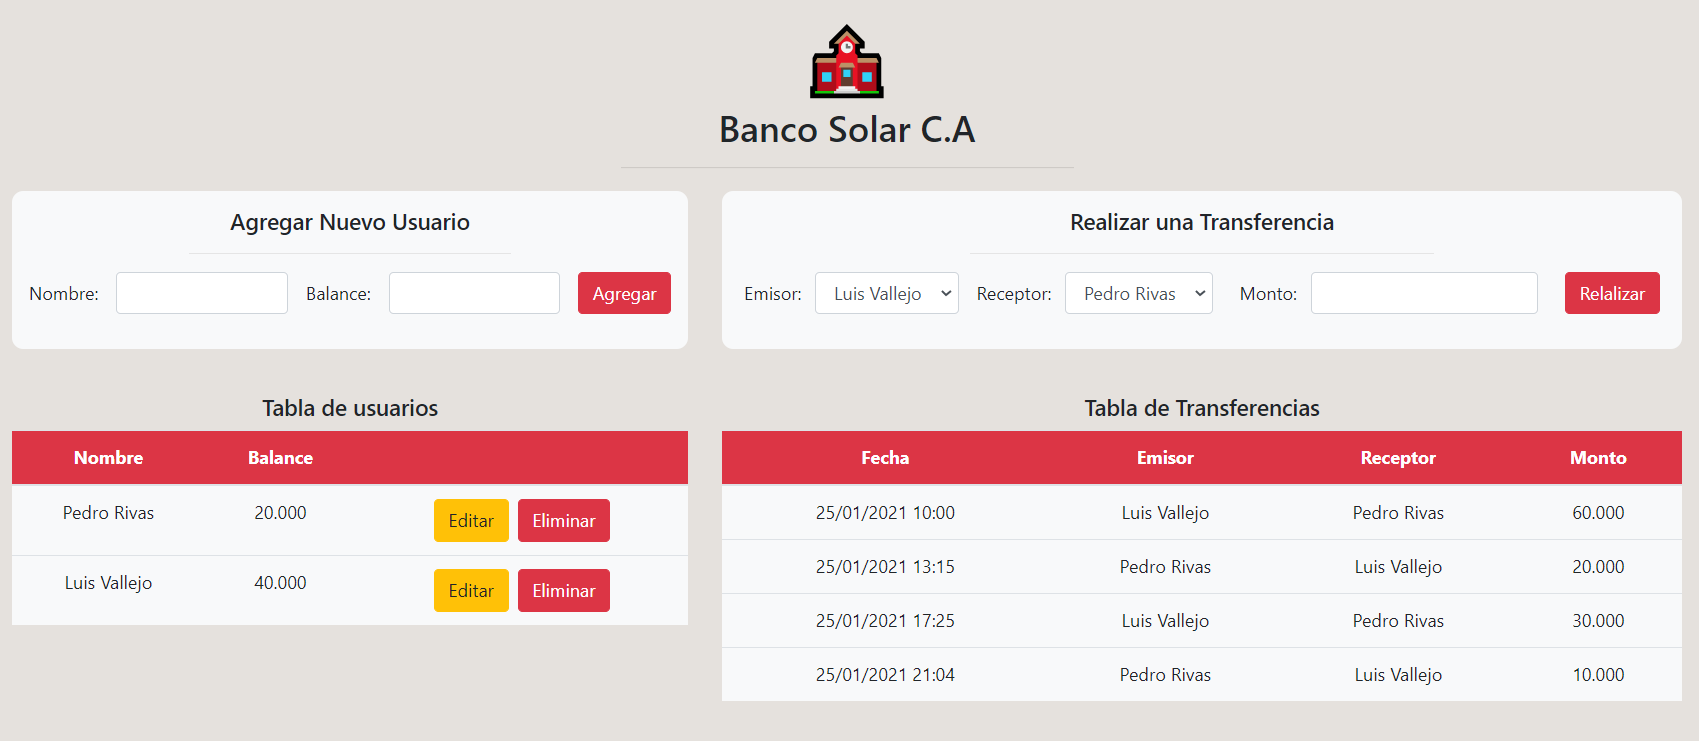 Banco Solar C.A
Agregar Nuevo Usuario
Nombre: Balance: Agregar
Realizar una Transferencia
Emisor: Luis Vallejo Receptor: Pedro Rivas Monto: Relalizar
Tabla de usuarios
Nombre Balance
Pedro Rivas 20.000 Editar Eliminar
Luis Vallejo 40.000 Editar Eliminar
Tabla de Transferencias
Fecha Emisor Receptor Monto
25/01/2021 10:00 Luis Vallejo Pedro Rivas 60.000
25/01/2021 13:15 Pedro Rivas Luis Vallejo 20.000
25/01/2021 17:25 Luis Vallejo Pedro Rivas 30.000
25/01/2021 21:04 Pedro Rivas Luis Vallejo 10.000